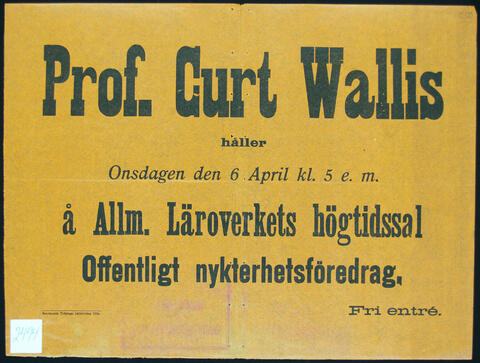 Prof. Curt Wallis
håller
Onsdagen den 6 April kl. 5 e. m.
å Allm. Läroverkets högtidssal
Offentligt nykterhetsföredrag.
Fri entré.